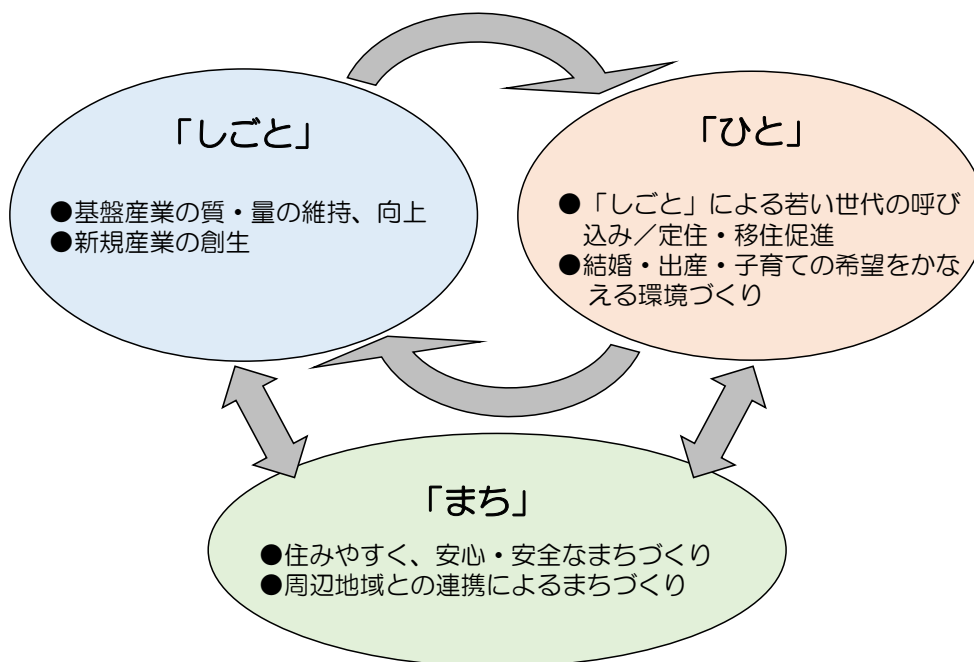 「しごと」
●基盤産業の質・量の維持、向上
●新規産業の創生
「ひと」
●「しごと」による若い世代の呼び
込み／定住・移住促進
●結婚・出産・子育ての希望をかな
える環境づくり
「まち」
●住みやすく、安心・安全なまちづくり
●周辺地域との連携によるまちづくり